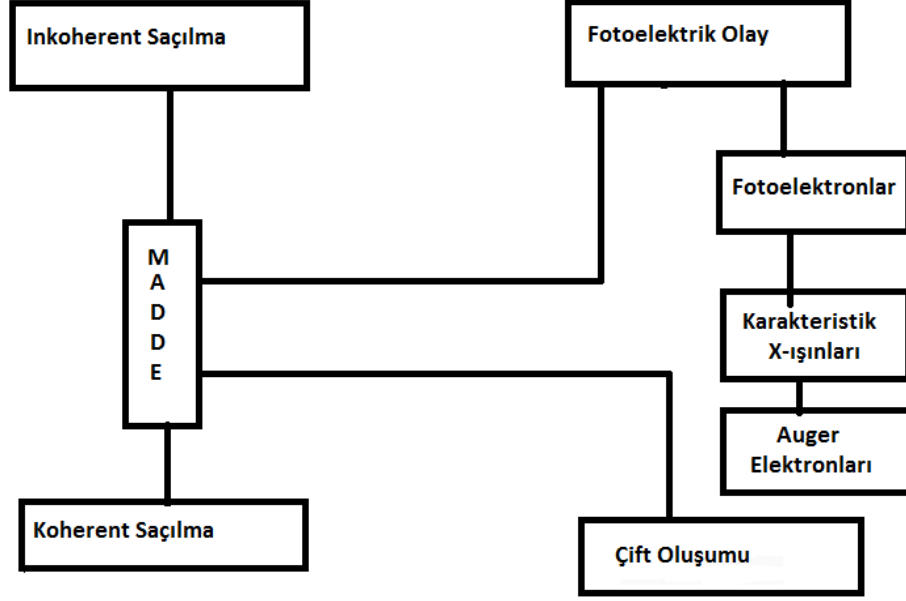 Inkoherent Saçılma
Fotoelektrik Olay
Fotoelektronlar
M
A
D
D
E
Karakteristik
X-ışınları
Auger
Elektronları
Koherent Saçılma
Çift Oluşumu